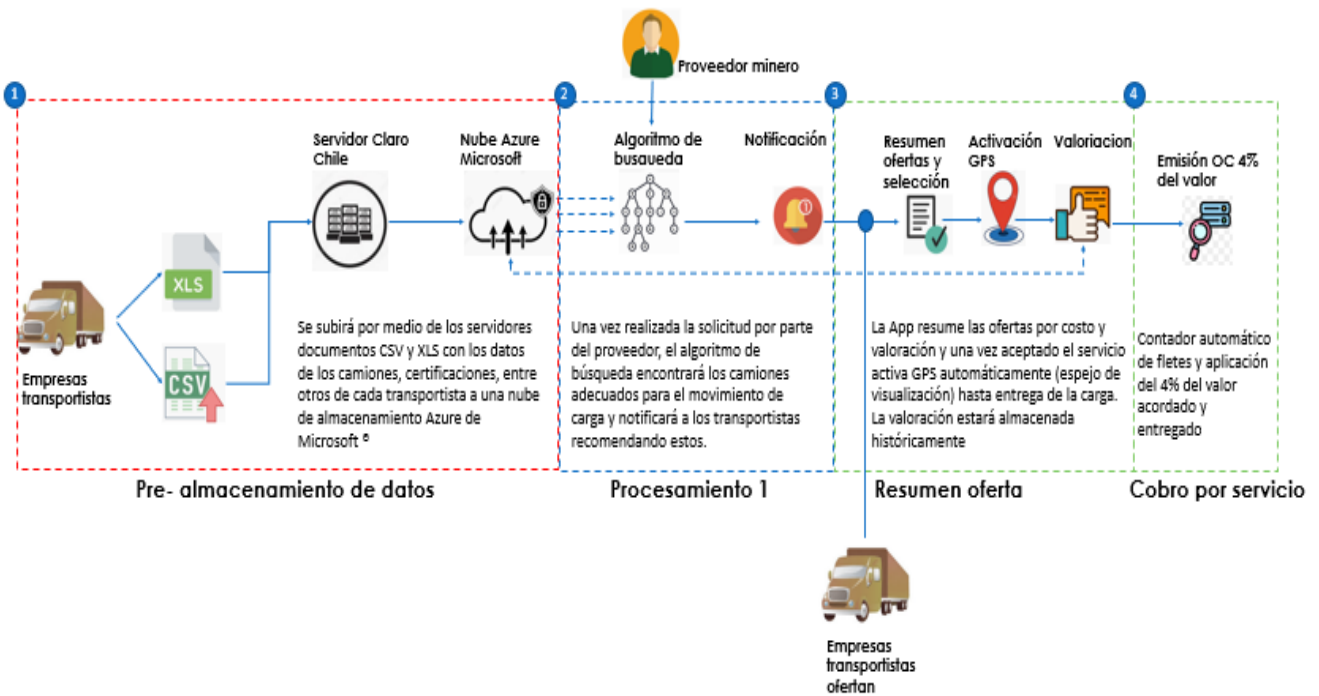 Proveedor minero
1
2
3
4
Servidor Claro
Chile
Nube Azure
Microsoft
Algoritmo de
busaueda
Notificación
1
Resumen
ofertas y
selección
Activación
GPS
Valoriacion
Emisión OC 4%
del valor
XLS
CSV
Empresas
transportistas
Se subirá por medio de los servidores
documentos CSV y XLS con los datos
de los camiones, certificaciones, entre
otros de cada transportista a una nube
de almacenamiento Azure de
Microsoft ®
Una vez realizada la solicitud por parte
del proveedor, el algoritmo de
búsqueda encontrará los camiones
adecuados para el movimiento de
carga y notificará a los transportistas
recomendando estos.
La App resume las ofertas por costo y
valoración y una vez aceptado el servicio
activa GPS automáticamente (espejo de
visualización) hasta entrega de la carga.
La valoración estará almacenada
históricamente
Contador automático
de fletes y aplicación
del 4% del valor
acordado y
entregado
Pre- almacenamiento de datos
Procesamiento 1
Resumen oferta
Cobro por servicio
Empresas
transportistas
ofertan